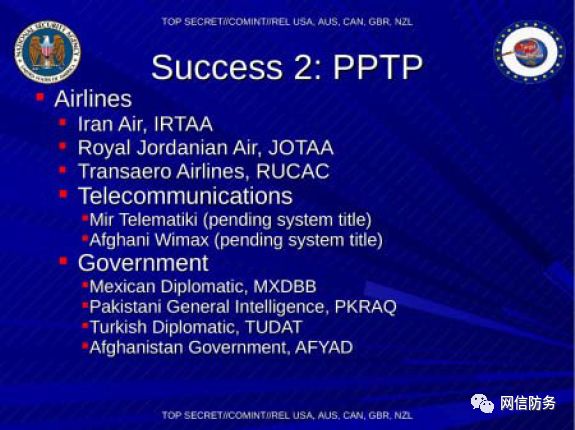 TOP SECRET//COMINT//REL USA, AUS, CAN, GBR, NZL
Success 2: PPTP
Airlines
Iran Air, IRTAA
Royal Jordanian Air, JOTAA
Transaero Airlines, RUCAC
Telecommunications
Mir Telematiki (pending system title)
Afghani Wimax (pending system title)
Government
Mexican Diplomatic, MXDBB
Pakistani General Intelligence, PKRAQ
Turkish Diplomatic, TUDAT
Afghanistan Government, AFYAD
网信防务
TOP SECRET//COMINT//REL USA, AUS, CAN, GBR, NZL